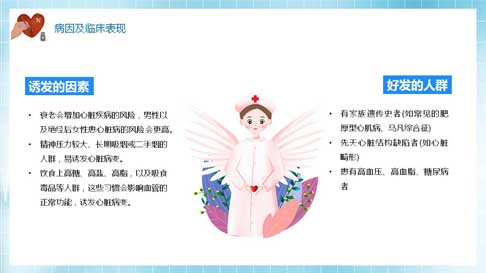 病因及临床表现
诱发的因素
• 衰老会增加心脏疾病的风险，男性以
及绝经后女性患心脏病的风险会更高。
• 精神压力较大、长期吸烟或二手烟的
人群，易诱发心脏病变。
• 饮食上高糖、高盐、高脂，以及吸食
毒品等人群，这些习惯会影响血管的
正常功能，诱发心脏病变。
好发的人群
• 有家族遗传史者(如常见的肥
厚型心肌病, 马凡综合征)
• 先天心脏结构缺陷者(如心脏
畸形)
• 患有高血压、高血脂、糖尿病
者